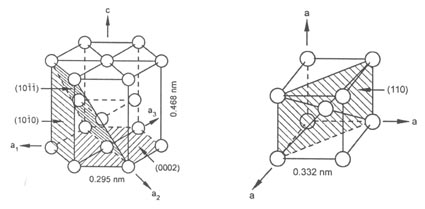 c
(101̄1)
(101̄0)
a₁
a₂
a₃
(0002)
0.295 nm
0.468 nm
a
(110)
a
a
0.332 nm